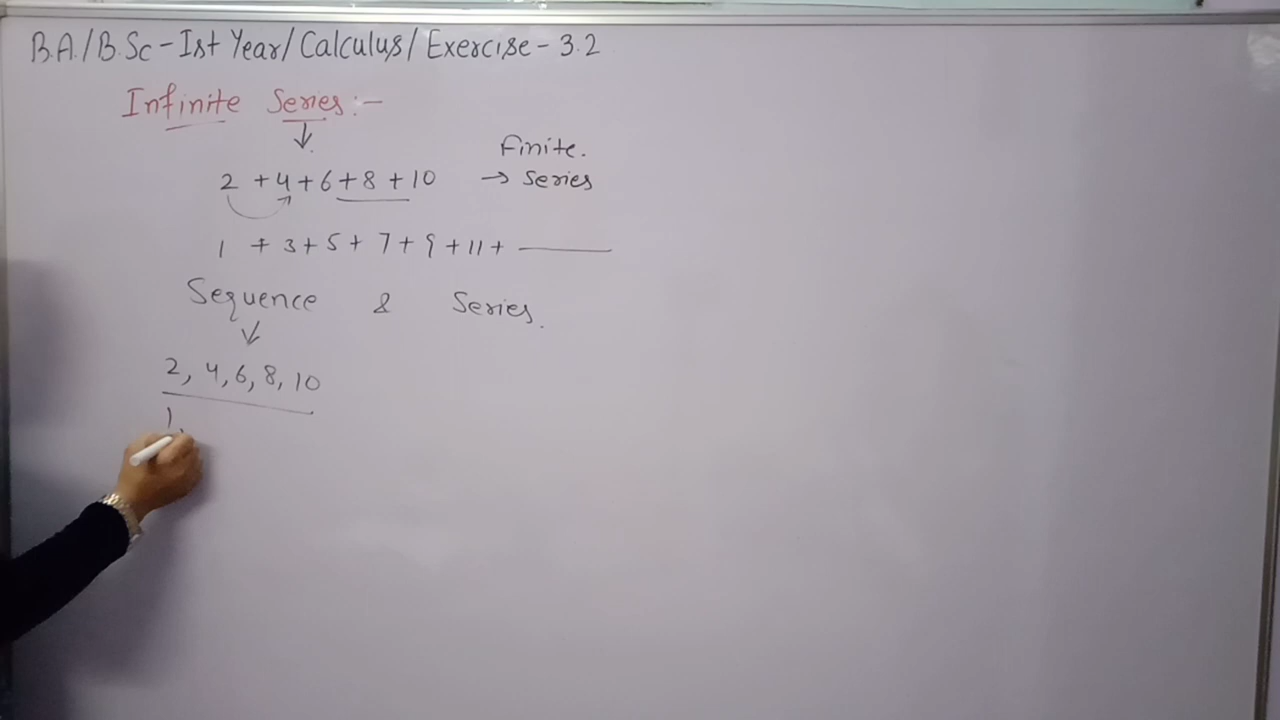 B.A./B.Sc - Ist Year/ Calculus/ Exercise - 3.2
Infinite Series :-
Finite.
2 + 4 + 6 + 8 + 10 → Series
1 + 3 + 5 + 7 + 9 + 11 + ———
Sequence & Series.
2, 4, 6, 8, 10
1,